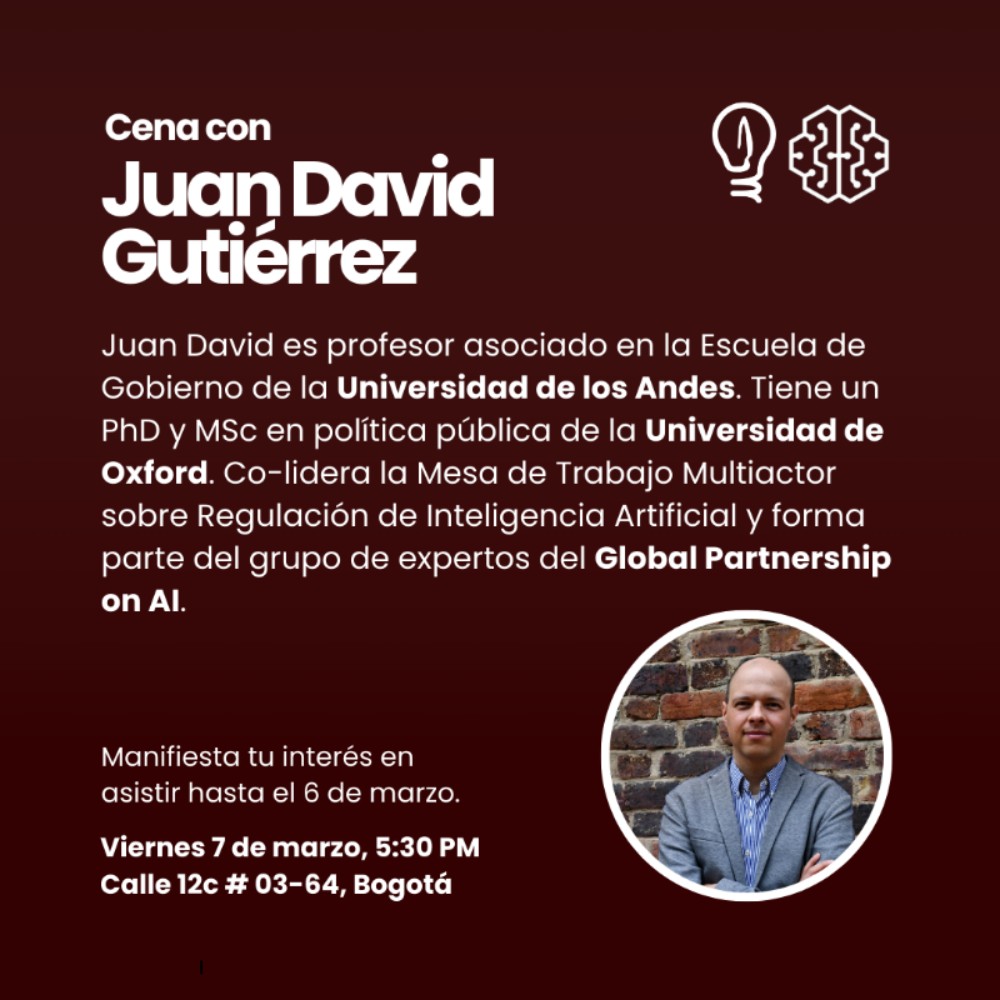 Cena con
Juan David
Gutiérrez
Juan David es profesor asociado en la Escuela de
Gobierno de la Universidad de los Andes. Tiene un
PhD y MSc en política pública de la Universidad de
Oxford. Co-lidera la Mesa de Trabajo Multiactor
sobre Regulación de Inteligencia Artificial y forma
parte del grupo de expertos del Global Partnership
on AI.
Manifiesta tu interés en
asistir hasta el 6 de marzo.
Viernes 7 de marzo, 5:30 PM
Calle 12c # 03-64, Bogotá